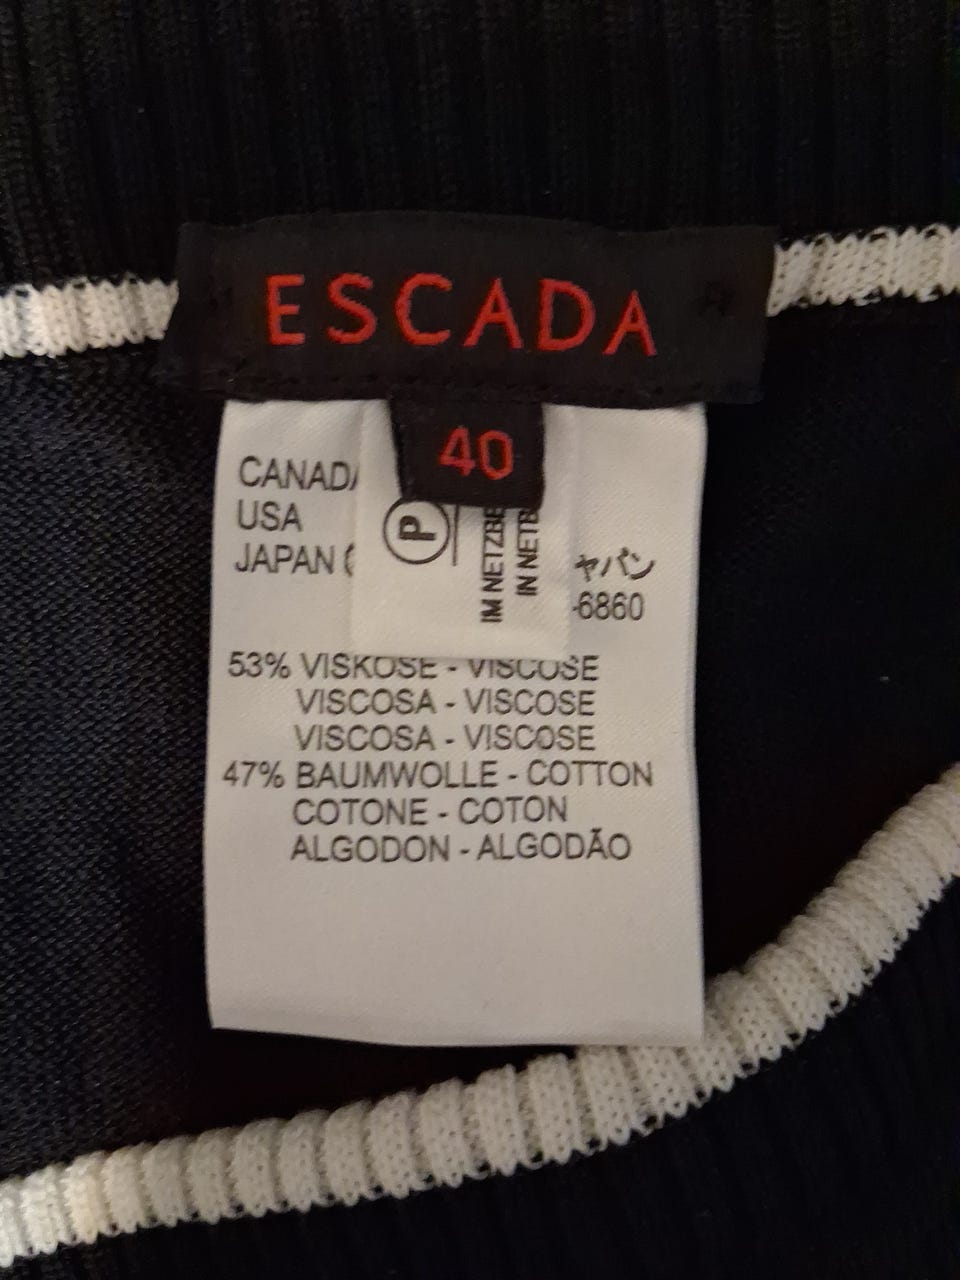 ESCADA
40
CANADA
USA
JAPAN (
ャパン
-6860
P
IM NETZBE
IN NETB
53% VISKOSE - VISCOSE
VISCOSA - VISCOSE
VISCOSA - VISCOSE
47% BAUMWOLLE - COTTON
COTONE - COTON
ALGODON - ALGODÃO